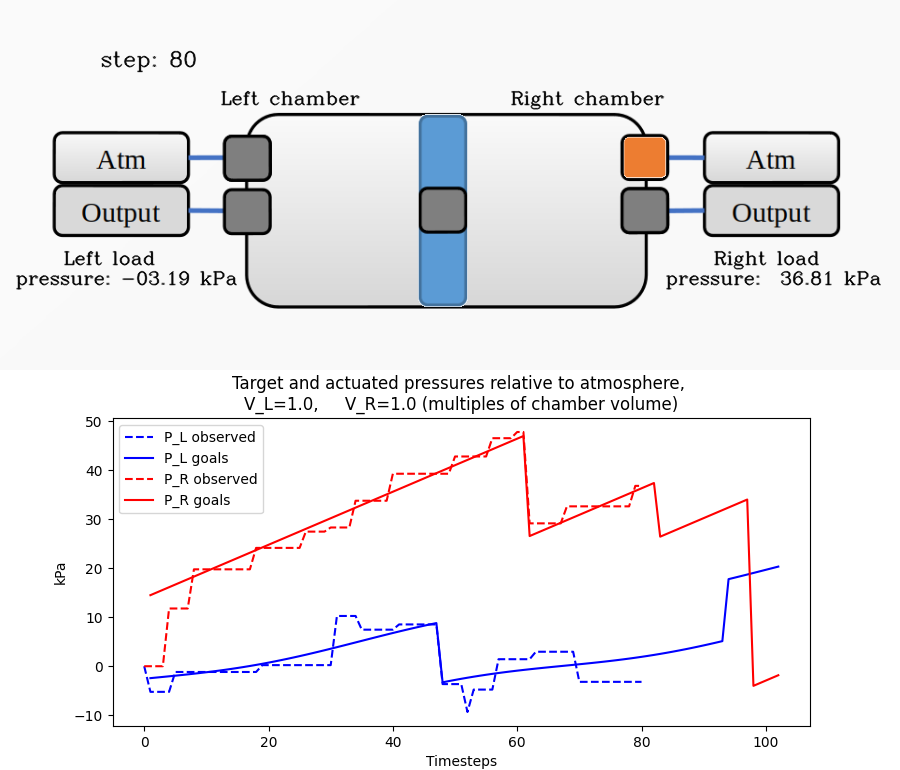 step: 80
Left chamber
Right chamber
Atm
Atm
Output
Output
Left load
pressure: −03.19 kPa
Right load
pressure: 36.81 kPa
Target and actuated pressures relative to atmosphere,
V_L=1.0, V_R=1.0 (multiples of chamber volume)
P_L observed
P_L goals
P_R observed
P_R goals
kPa
50
40
30
20
10
0
−10
0
20
40
60
80
100
Timesteps